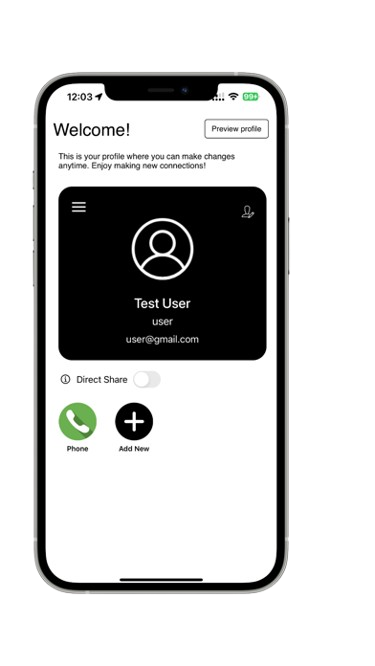 12:03
99+
Welcome!
Preview profile
This is your profile where you can make changes
anytime. Enjoy making new connections!
Test User
user
user@gmail.com
Direct Share
Phone
Add New